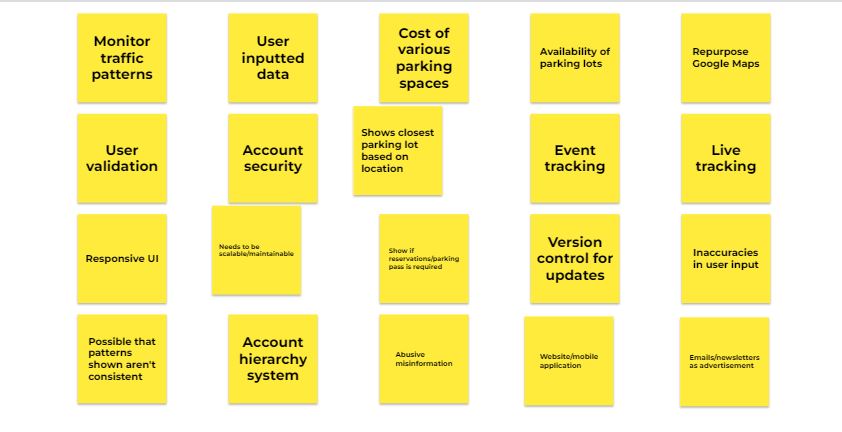 Monitor
traffic
patterns
User
inputted
data
Cost of
various
parking
spaces
Availability of
parking lots
Repurpose
Google Maps
User
validation
Account
security
Shows closest
parking lot
based on
location
Event
tracking
Live
tracking
Responsive UI
Needs to be
scalable/maintainable
Show if
reservations/parking
pass is required
Version
control for
updates
Inaccuracies
in user input
Possible that
patterns
shown aren't
consistent
Account
hierarchy
system
Abusive
misinformation
Website/mobile
application
Emails/newsletters
as advertisement